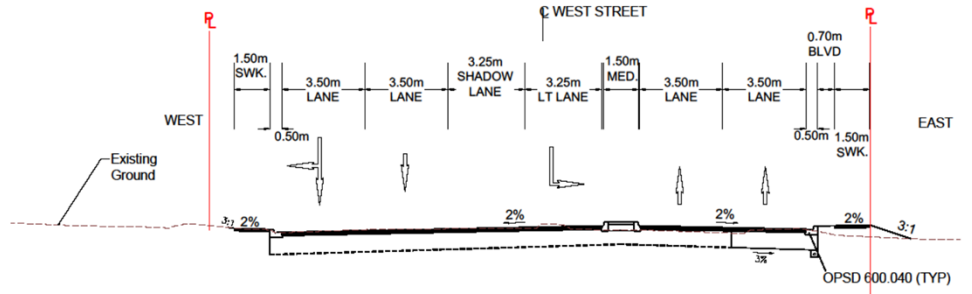 ℄ WEST STREET
PL
PL
0.70m
BLVD
1.50m
SWK.
3.50m
LANE
3.50m
LANE
3.25m
SHADOW
LANE
3.25m
LT LANE
1.50m
MED.
3.50m
LANE
3.50m
LANE
WEST
EAST
0.50m
0.50m
1.50m
SWK.
Existing
Ground
3:1
2%
2%
2%
2%
3:1
3%
OPSD 600.040 (TYP)